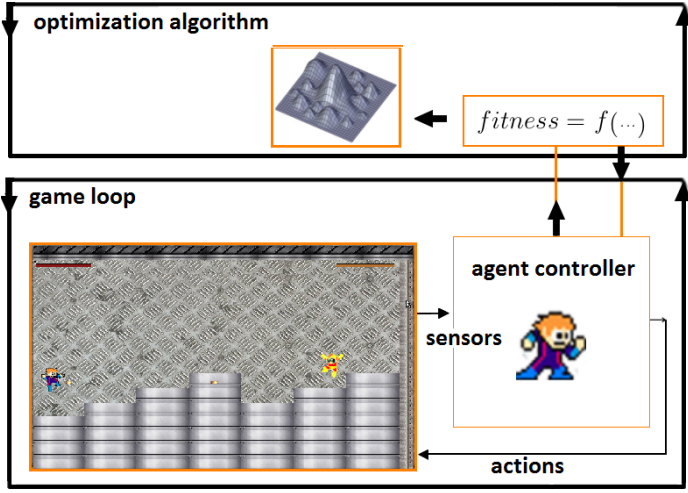 optimization algorithm
fitness = f(...)
game loop
agent controller
sensors
actions